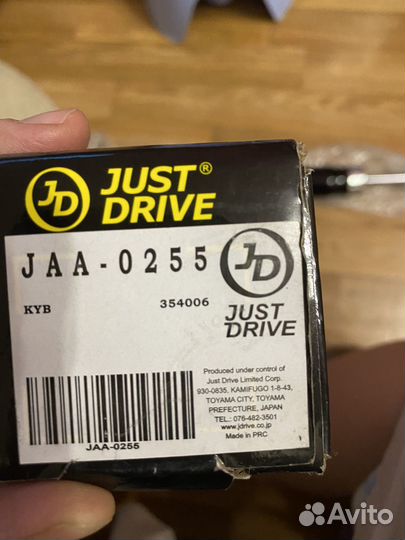 JD JUST®
DRIVE
JAA-0255
JD
KYB 354006
JUST
DRIVE
Produced under control of
Just Drive Limited Corp.
930-0835, KAMIFUGO 1-8-43,
TOYAMA CITY, TOYAMA
PREFECTURE, JAPAN
TEL.: 076-482-3501
www.jdrive.co.jp
Made in PRC
JAA-0255
Avito